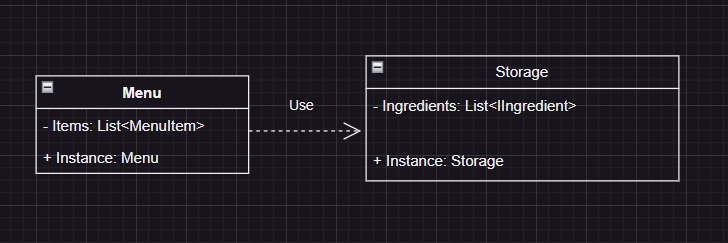 Menu
- Items: List<MenuItem>
+ Instance: Menu
Use
Storage
- Ingredients: List<IIngredient>
+ Instance: Storage